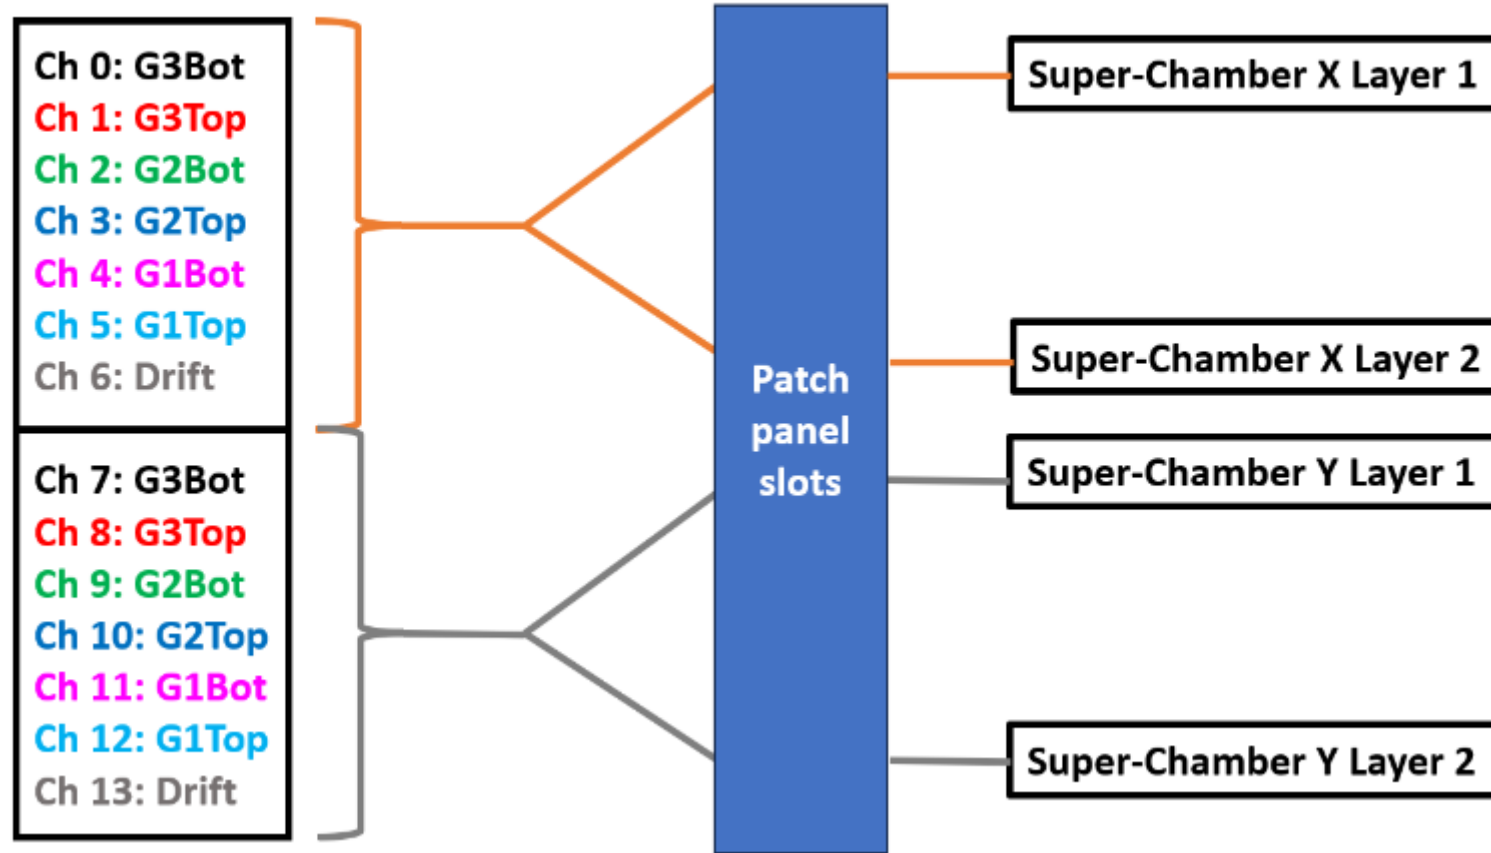 Ch 0: G3Bot
Ch 1: G3Top
Ch 2: G2Bot
Ch 3: G2Top
Ch 4: G1Bot
Ch 5: G1Top
Ch 6: Drift
Ch 7: G3Bot
Ch 8: G3Top
Ch 9: G2Bot
Ch 10: G2Top
Ch 11: G1Bot
Ch 12: G1Top
Ch 13: Drift
Patch
panel
slots
Super-Chamber X Layer 1
Super-Chamber X Layer 2
Super-Chamber Y Layer 1
Super-Chamber Y Layer 2